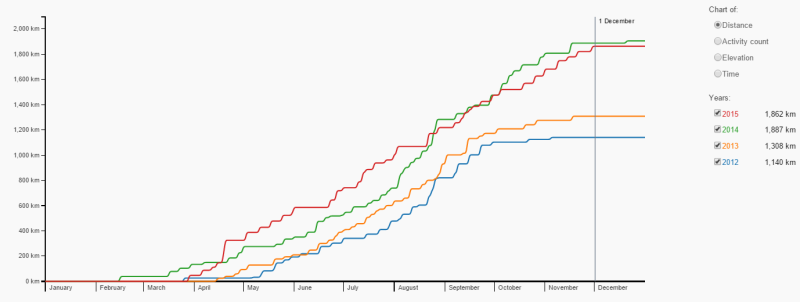 1 December
2,000 km
1,800 km
1,600 km
1,400 km
1,200 km
1,000 km
800 km
600 km
400 km
200 km
0 km
January February March April May June July August September October November December
Chart of:
Distance
Activity count
Elevation
Time
Years:
2015 1,862 km
2014 1,887 km
2013 1,308 km
2012 1,140 km